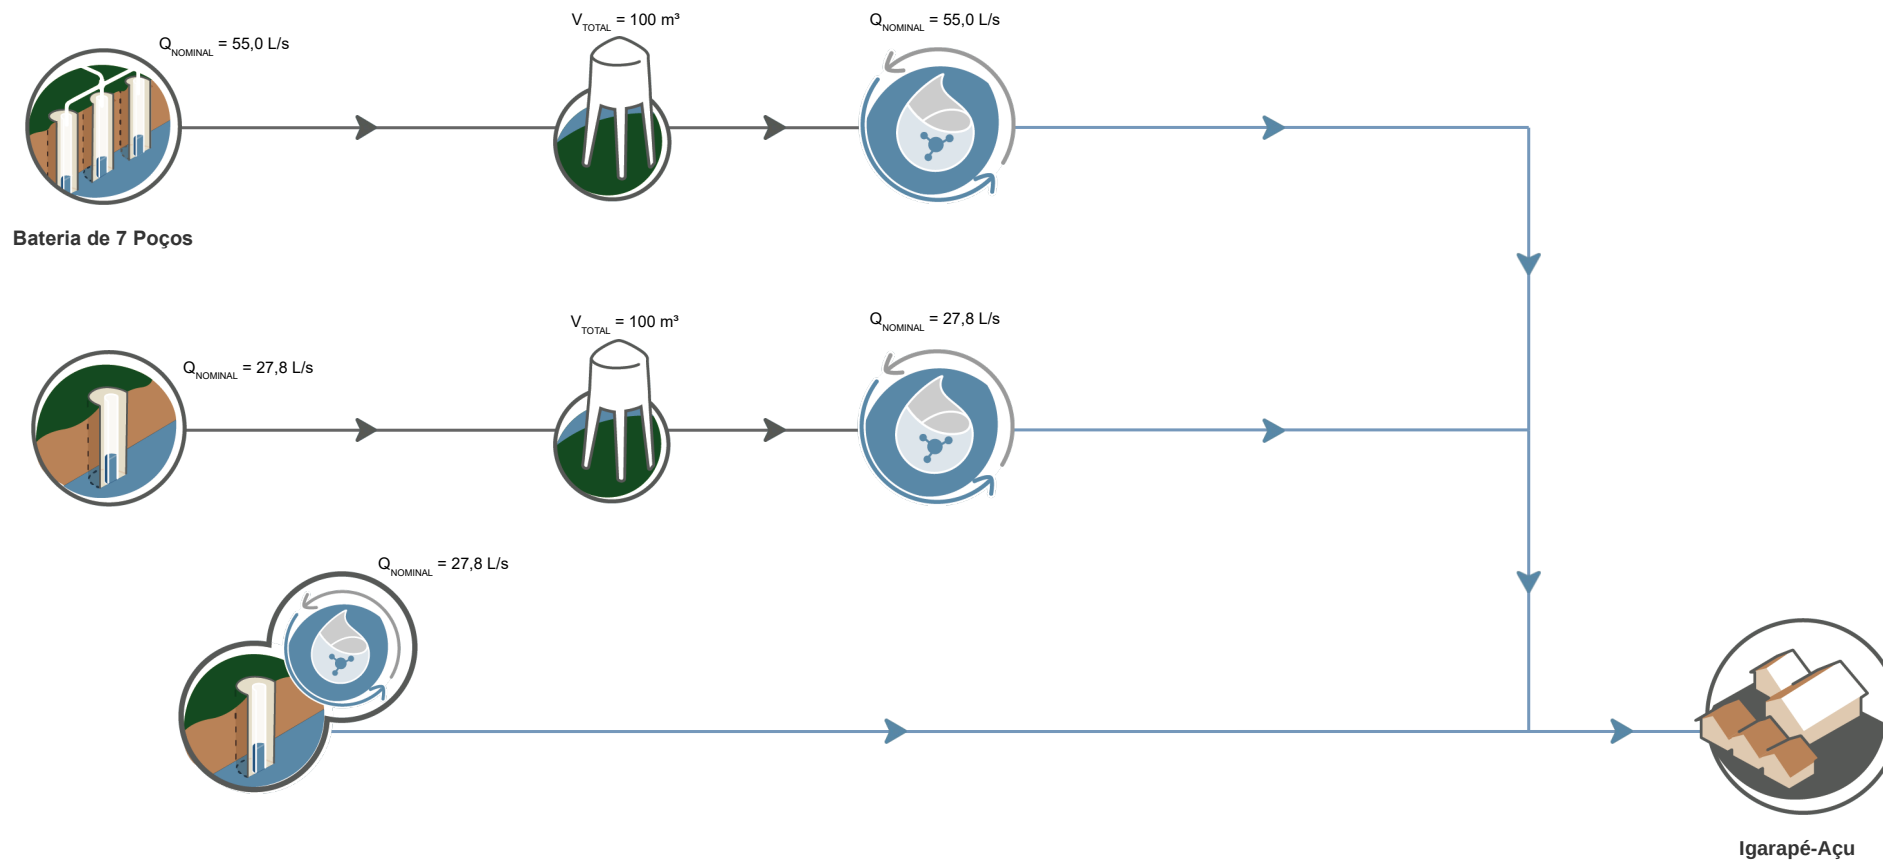 V_TOTAL = 100 m³
Q_NOMINAL = 55,0 L/s
Q_NOMINAL = 55,0 L/s
Bateria de 7 Poços
V_TOTAL = 100 m³
Q_NOMINAL = 27,8 L/s
Q_NOMINAL = 27,8 L/s
Q_NOMINAL = 27,8 L/s
Igarapé-Açu